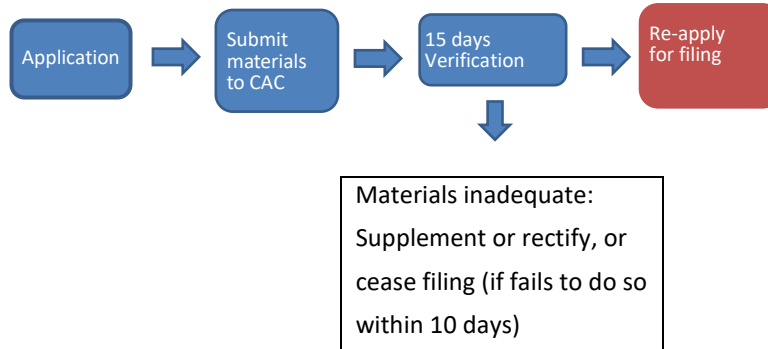 Application
Submit
materials
to CAC
15 days
Verification
Re-apply
for filing
Materials inadequate:
Supplement or rectify, or
cease filing (if fails to do so
within 10 days)